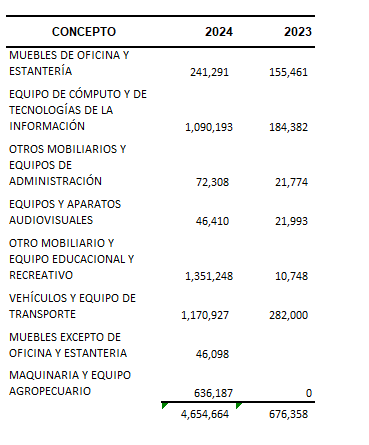 CONCEPTO 2024 2023
MUEBLES DE OFICINA Y
ESTANTERÍA 241,291 155,461
EQUIPO DE CÓMPUTO Y DE
TECNOLOGÍAS DE LA
INFORMACIÓN 1,090,193 184,382
OTROS MOBILIARIOS Y
EQUIPOS DE
ADMINISTRACIÓN 72,308 21,774
EQUIPOS Y APARATOS
AUDIOVISUALES 46,410 21,993
OTRO MOBILIARIO Y
EQUIPO EDUCACIONAL Y
RECREATIVO 1,351,248 10,748
VEHÍCULOS Y EQUIPO DE
TRANSPORTE 1,170,927 282,000
MUEBLES EXCEPTO DE
OFICINA Y ESTANTERIA 46,098
MAQUINARIA Y EQUIPO
AGROPECUARIO 636,187 0
4,654,664 676,358